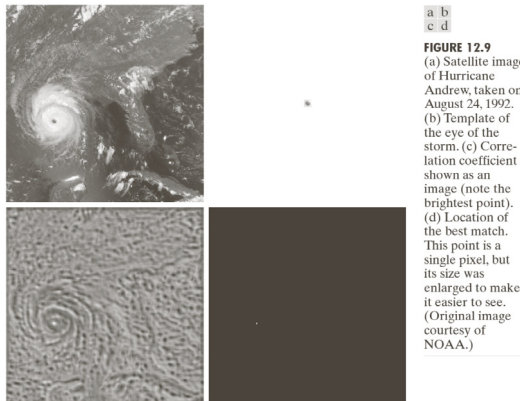 a b
c d
FIGURE 12.9
(a) Satellite image
of Hurricane
Andrew, taken on
August 24, 1992.
(b) Template of
the eye of the
storm. (c) Corre-
lation coefficient
shown as an
image (note the
brightest point).
(d) Location of
the best match.
This point is a
single pixel, but
its size was
enlarged to make
it easier to see.
(Original image
courtesy of
NOAA.)